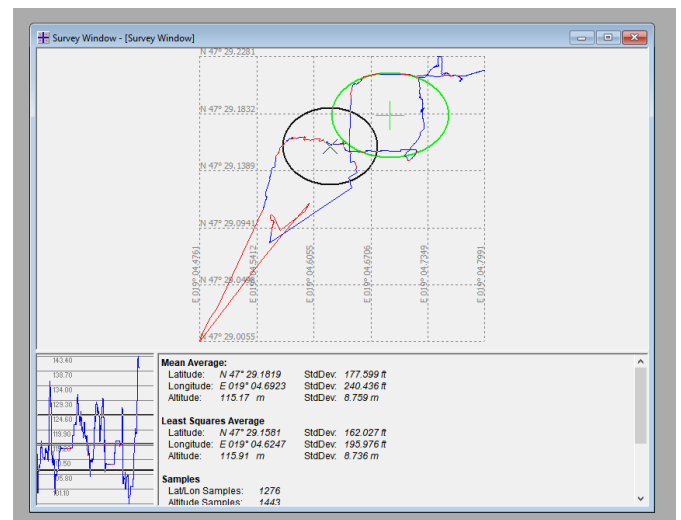 Survey Window - [Survey Window]
N 47° 29.2281
N 47° 29.1832
N 47° 29.1389
N 47° 29.0941
N 47° 29.0498
N 47° 29.0055
E 019° 04.4761
E 019° 04.5412
E 019° 04.6055
E 019° 04.6706
E 019° 04.7349
E 019° 04.7991
143.40
138.70
134.00
129.30
124.60
119.90
105.80
101.10
Mean Average:
Latitude: N 47° 29.1819 StdDev: 177.599 ft
Longitude: E 019° 04.6923 StdDev: 240.436 ft
Altitude: 115.17 m StdDev: 8.759 m
Least Squares Average
Latitude: N 47° 29.1581 StdDev: 162.027 ft
Longitude: E 019° 04.6247 StdDev: 195.976 ft
Altitude: 115.91 m StdDev: 8.736 m
Samples
Lat/Lon Samples: 1276
Altitude Samples: 1443